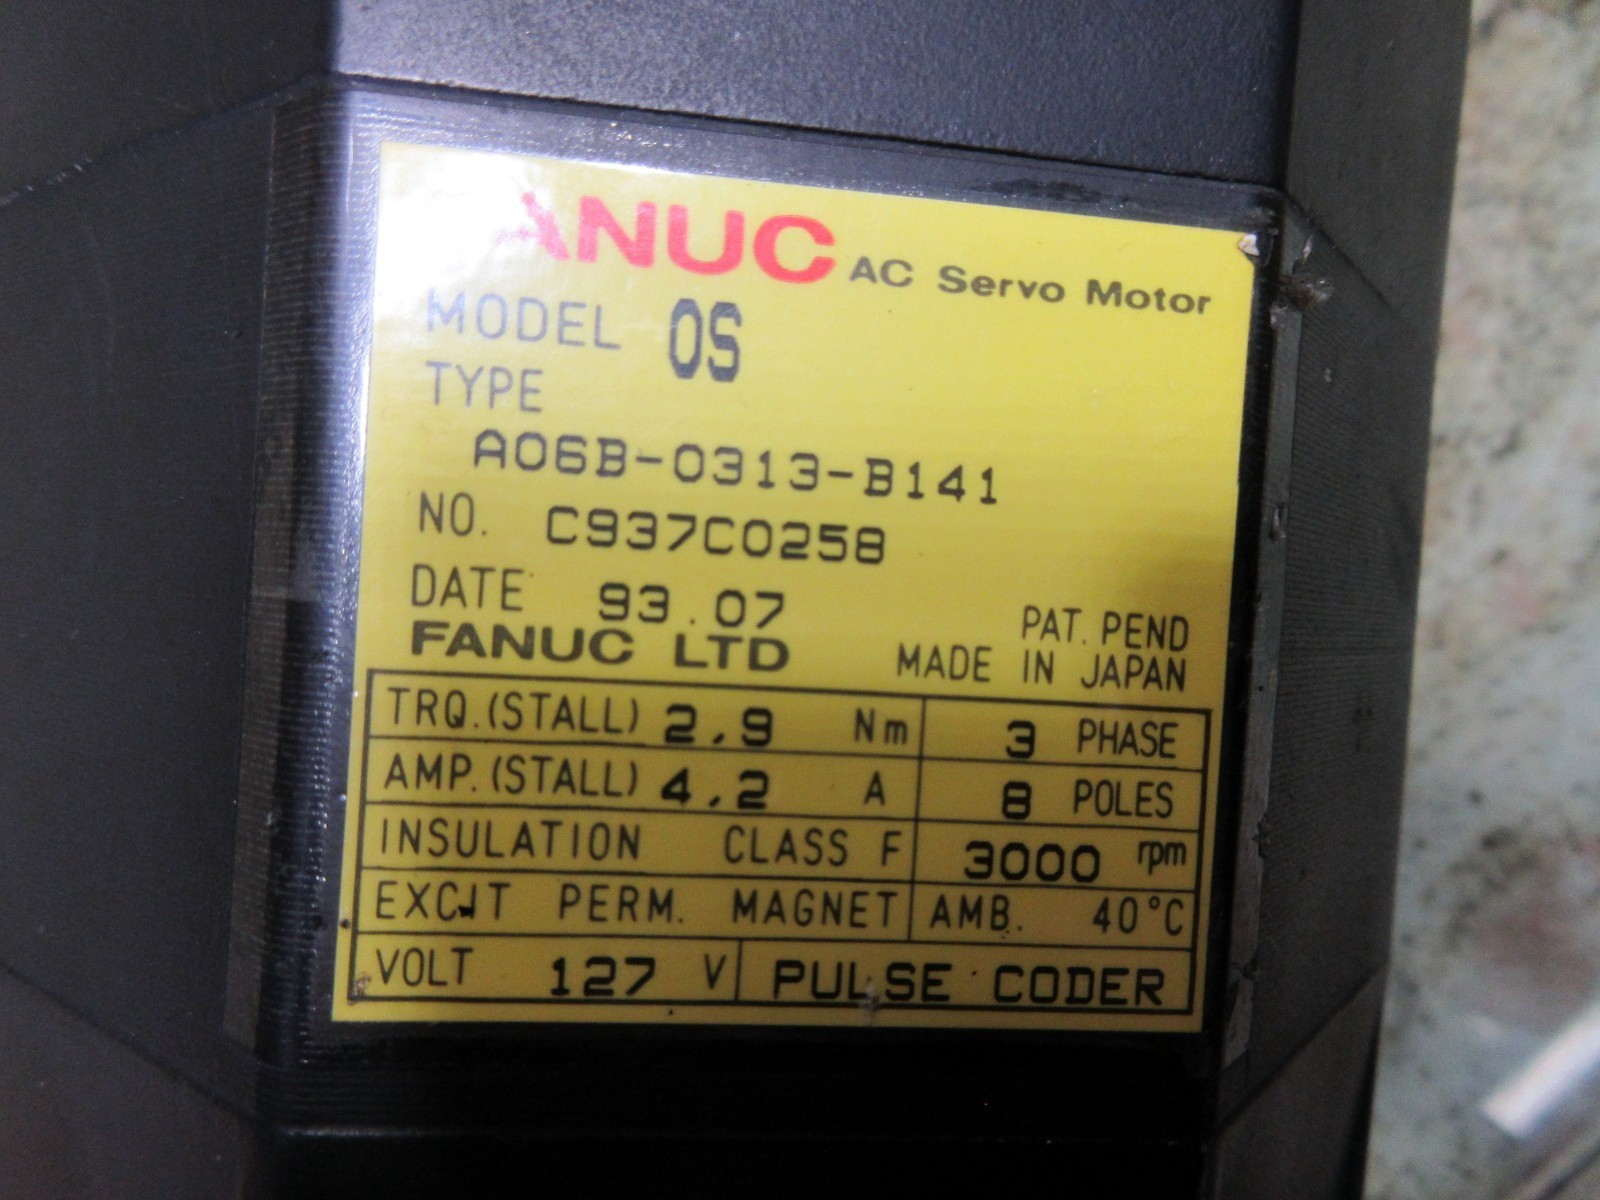 FANUC AC Servo Motor
MODEL 0S
TYPE
A06B-0313-B141
NO. C937C0258
DATE 93.07
FANUC LTD
PAT. PEND
MADE IN JAPAN
TRQ.(STALL) 2.9 Nm 3 PHASE
AMP.(STALL) 4.2 A 8 POLES
INSULATION CLASS F 3000 rpm
EXCIT PERM. MAGNET AMB. 40°C
VOLT 127 V PULSE CODER